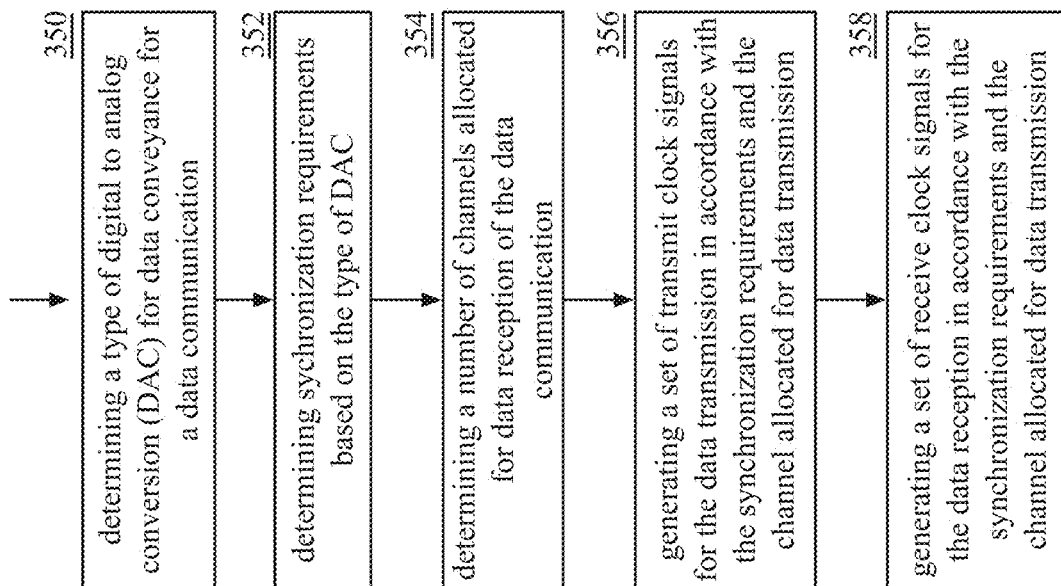 350
determining a type of digital to analog
conversion (DAC) for data conveyance for
a data communication
352
determining sychronization requirements
based on the type of DAC
354
determining a number of channels allocated
for data reception of the data
communication
356
generating a set of transmit clock signals
for the data transmission in accordance with
the synchronization requirements and the
channel allocated for data transmission
358
generating a set of receive clock signals for
the data reception in accordance with the
synchronization requirements and the
channel allocated for data transmission